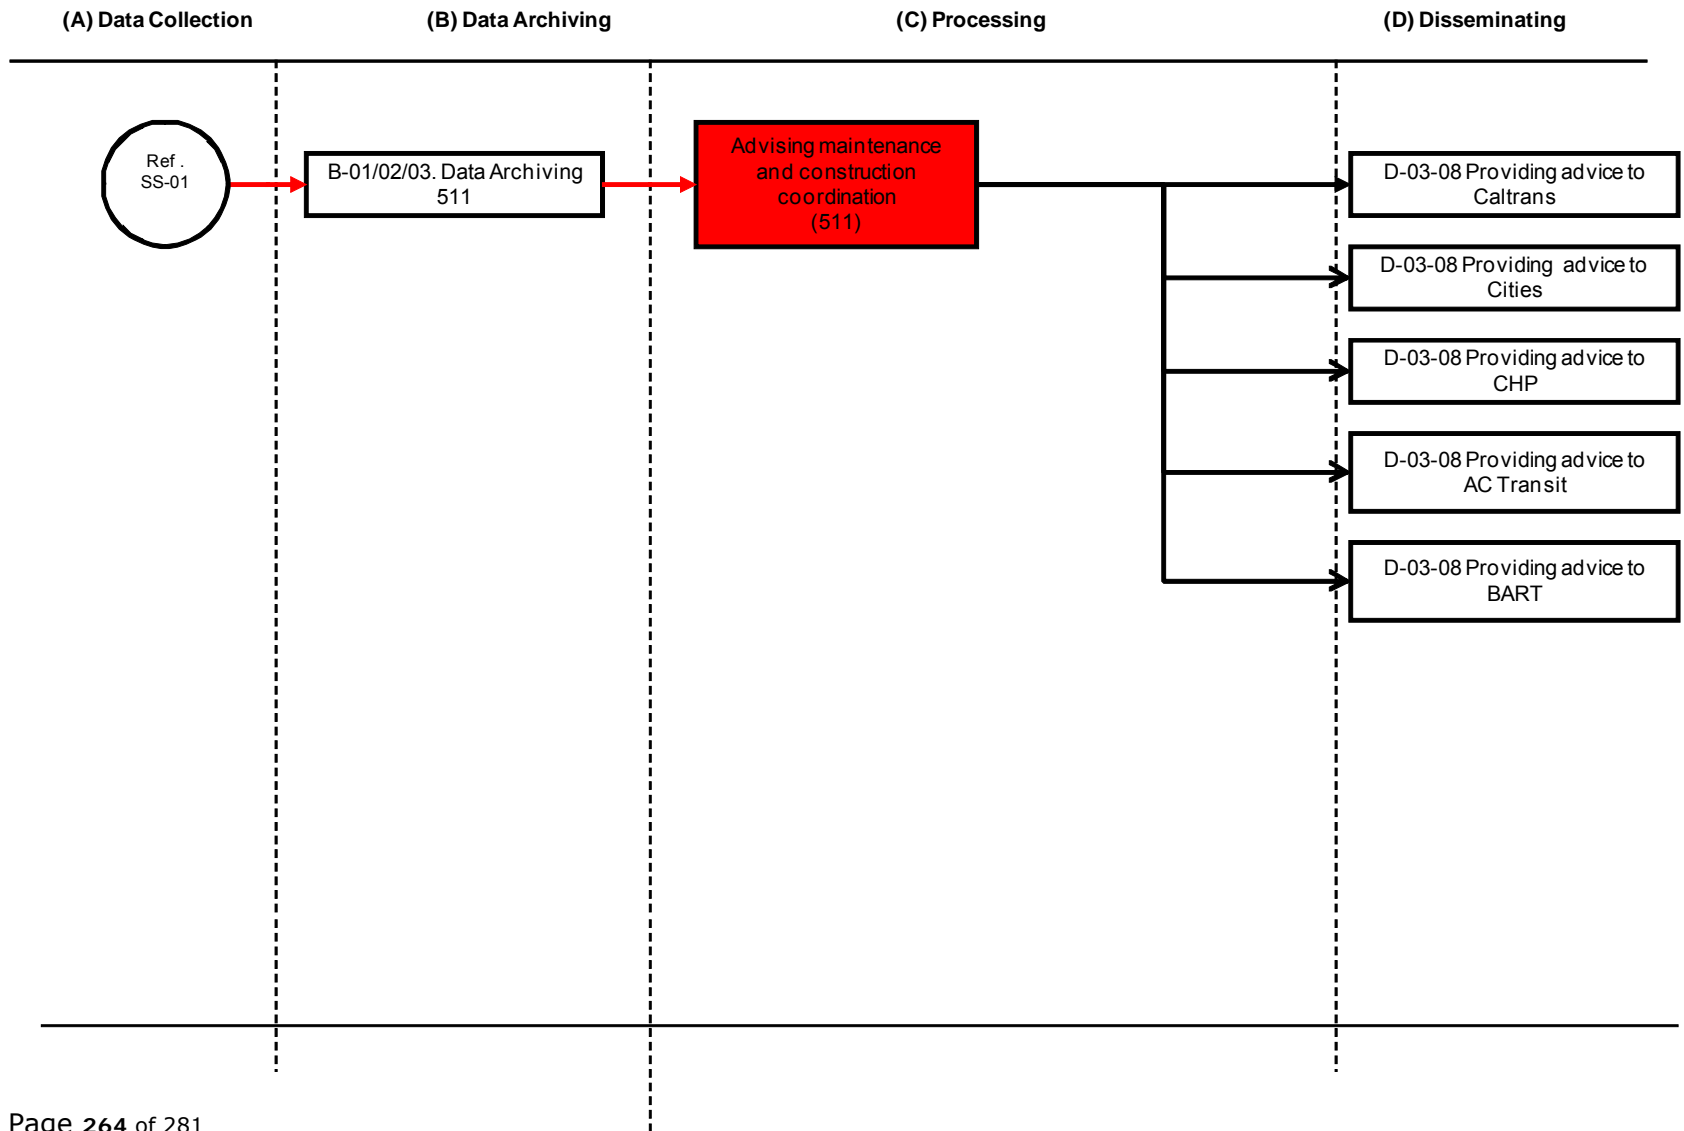 (A) Data Collection
(B) Data Archiving
(C) Processing
(D) Disseminating
Ref .
SS-01
B-01/02/03. Data Archiving
511
Advising maintenance
and construction
coordination
(511)
D-03-08 Providing advice to
Caltrans
D-03-08 Providing advice to
Cities
D-03-08 Providing advice to
CHP
D-03-08 Providing advice to
AC Transit
D-03-08 Providing advice to
BART
Page 264 of 281